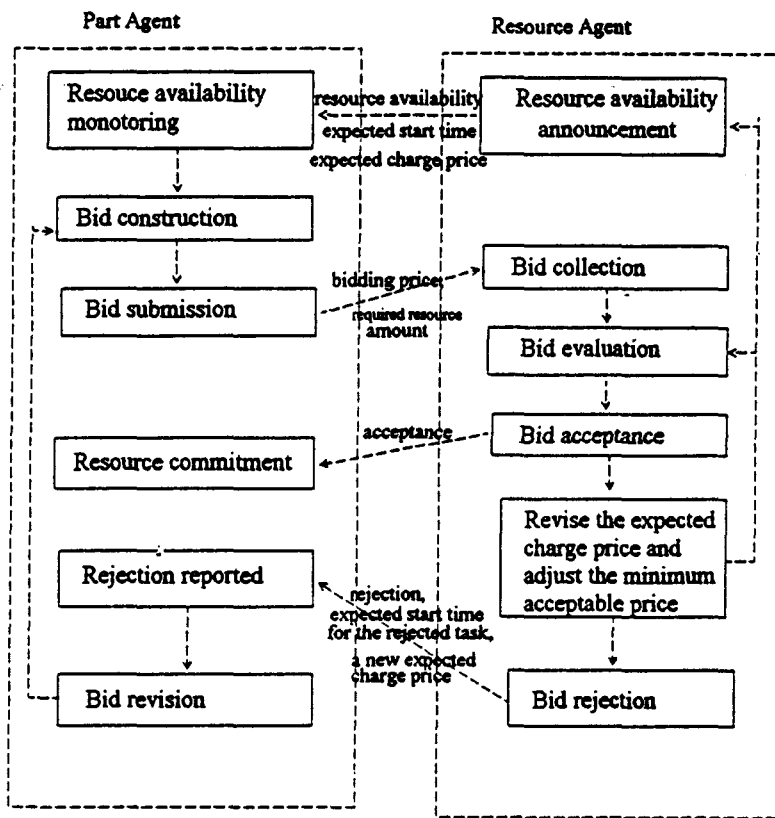 Part Agent
Resource Agent
Resouce availability
monotoring
resource availability
expected start time
expected charge price
Resource availability
announcement
Bid construction
Bid submission
bidding price,
required resource
amount
Bid collection
Bid evaluation
acceptance
Bid acceptance
Resource commitment
Revise the expected
charge price and
adjust the minimum
acceptable price
Rejection reported
rejection,
expected start time
for the rejected task,
a new expected
charge price
Bid revision
Bid rejection